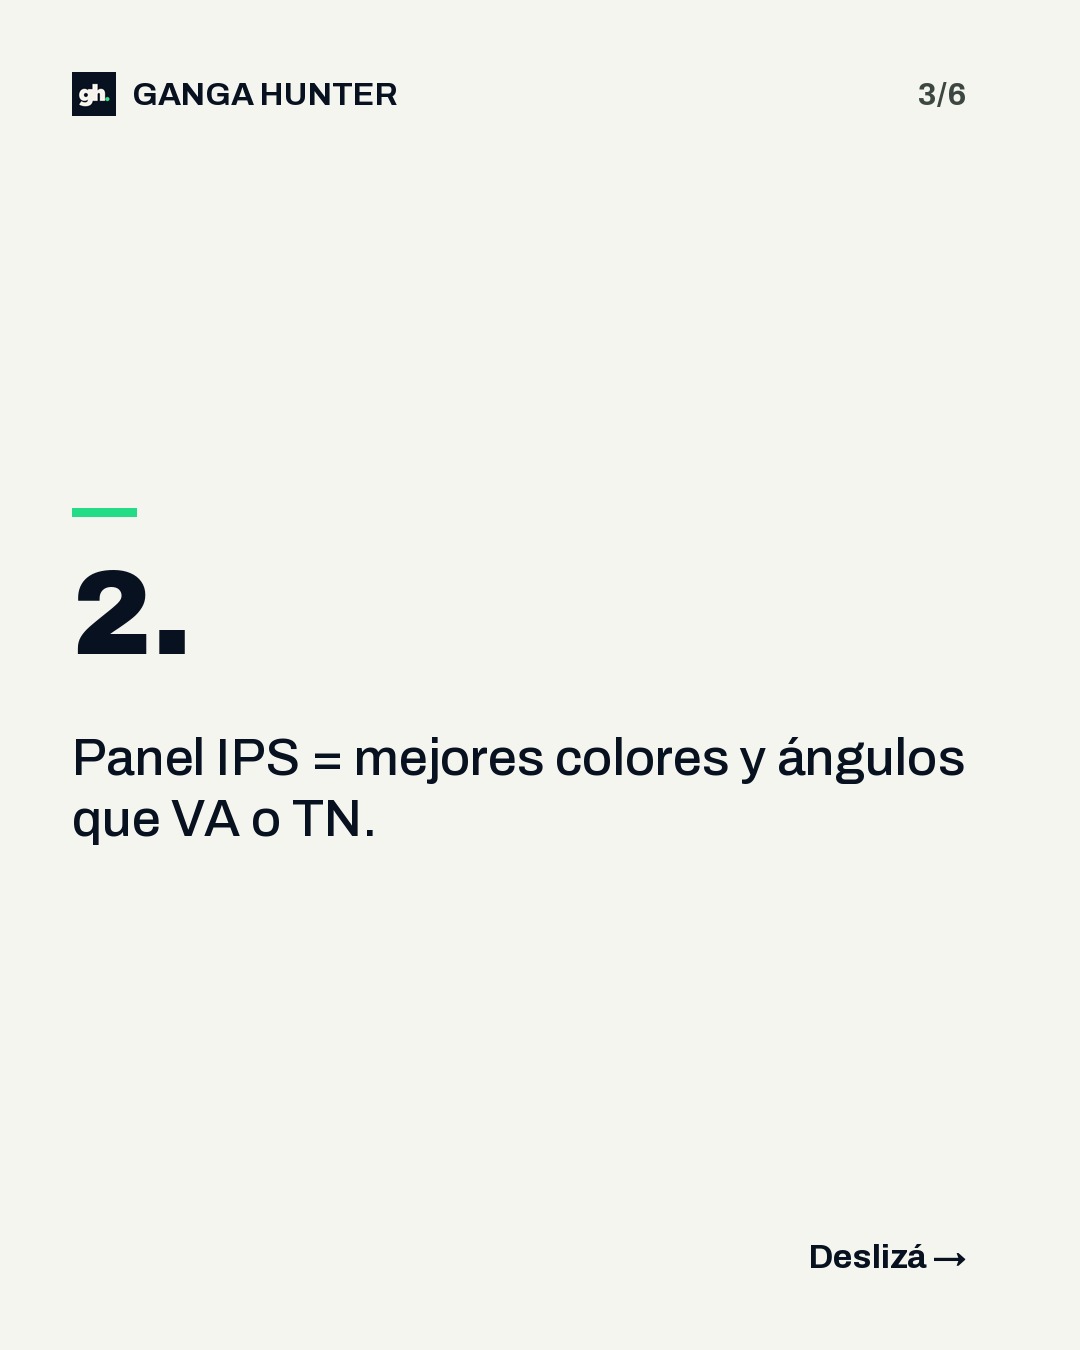 gh. GANGA HUNTER
3/6
2.
Panel IPS = mejores colores y ángulos
que VA o TN.
Deslizá →